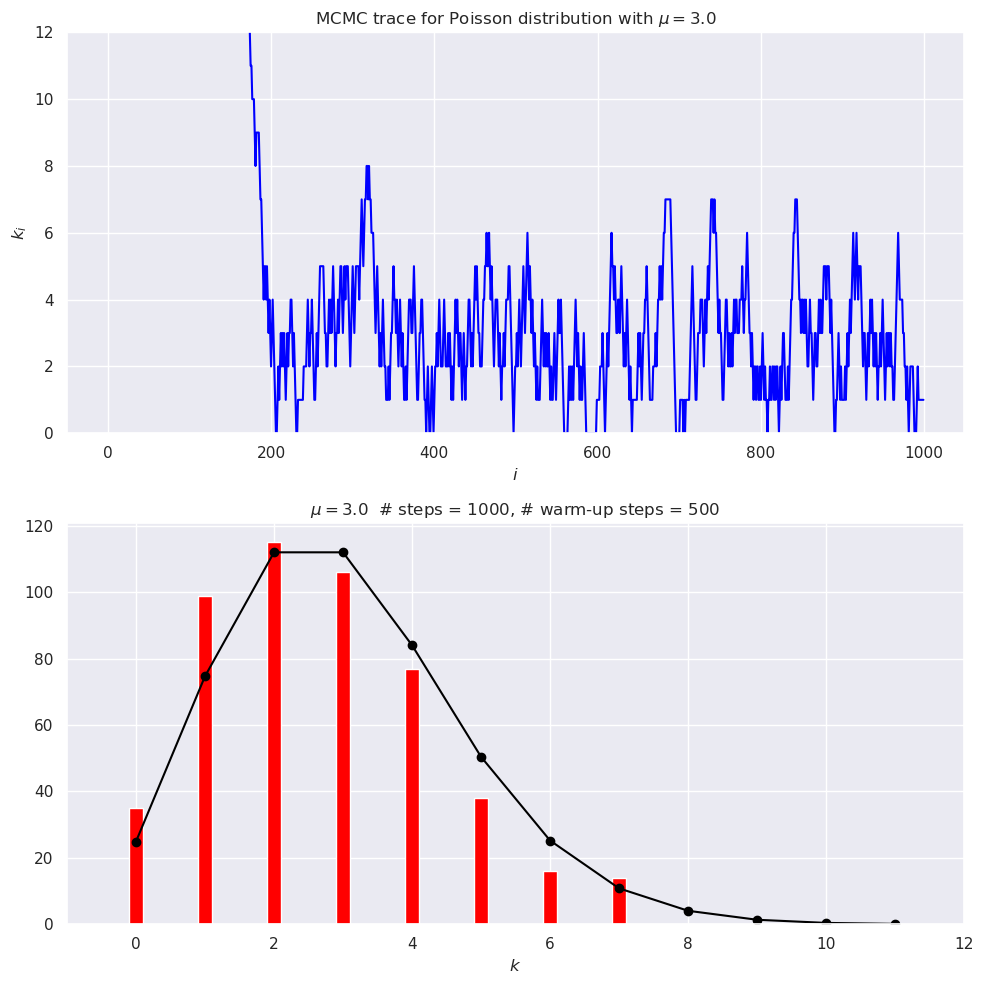 MCMC trace for Poisson distribution with μ = 3.0
12
10
8
6
4
2
0
k_i
0 200 400 600 800 1000
i
μ = 3.0 # steps = 1000, # warm-up steps = 500
120
100
80
60
40
20
0
0 2 4 6 8 10 12
k